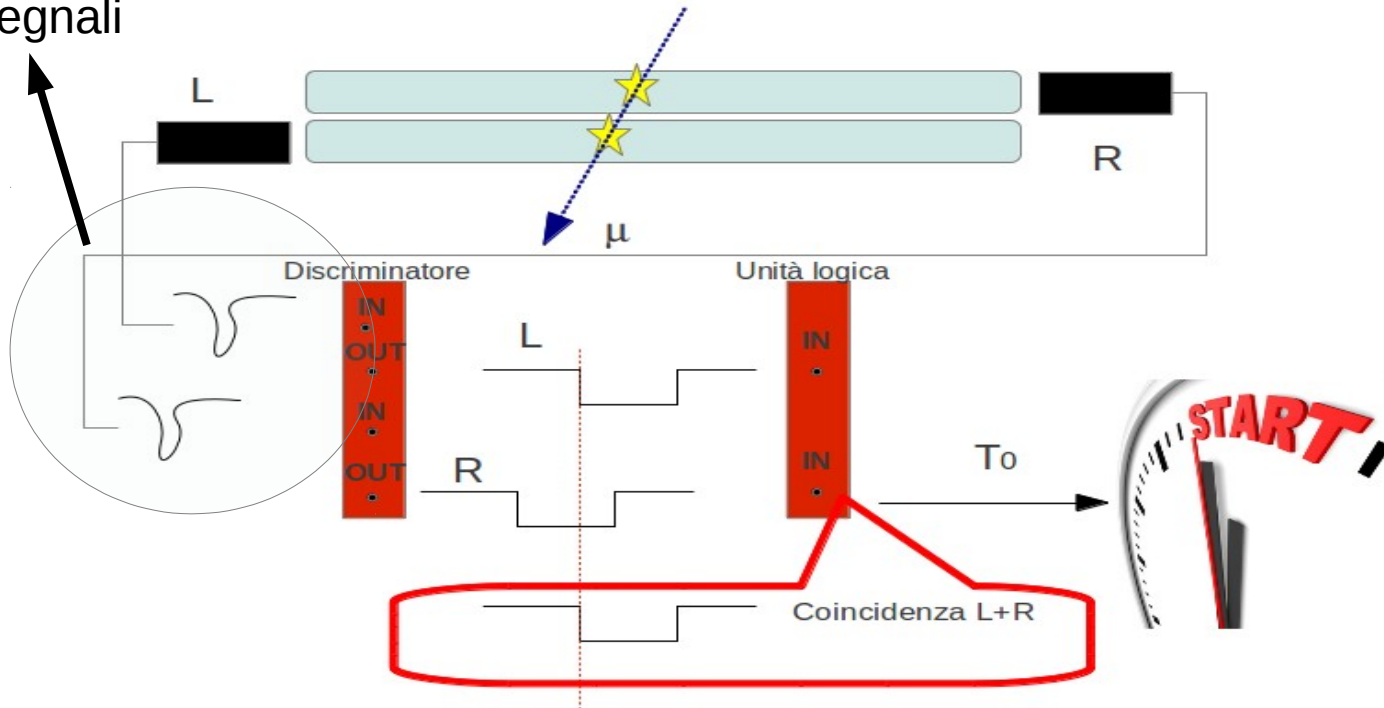 egnali
L
R
μ
Discriminatore
Unità logica
IN
OUT
IN
OUT
L
R
IN
IN
T0
START
Coincidenza L+R